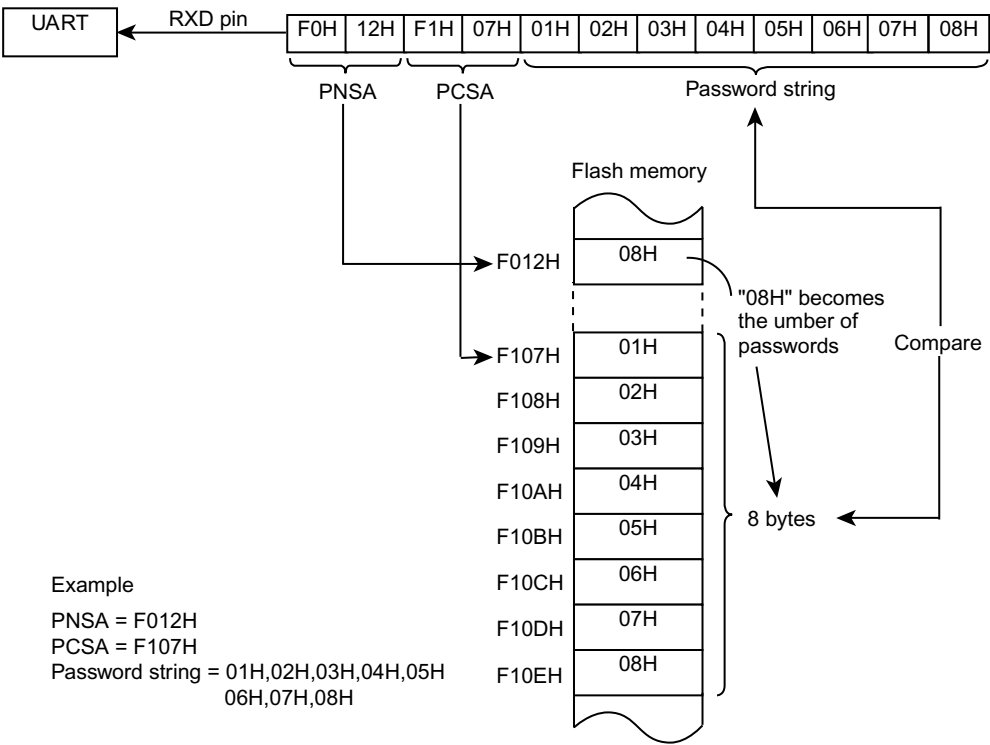 UART
RXD pin
F0H 12H F1H 07H 01H 02H 03H 04H 05H 06H 07H 08H
PNSA
PCSA
Password string
Flash memory
F012H 08H
"08H" becomes
the umber of
passwords
Compare
F107H 01H
F108H 02H
F109H 03H
F10AH 04H
F10BH 05H
F10CH 06H
F10DH 07H
F10EH 08H
8 bytes
Example
PNSA = F012H
PCSA = F107H
Password string = 01H,02H,03H,04H,05H
06H,07H,08H